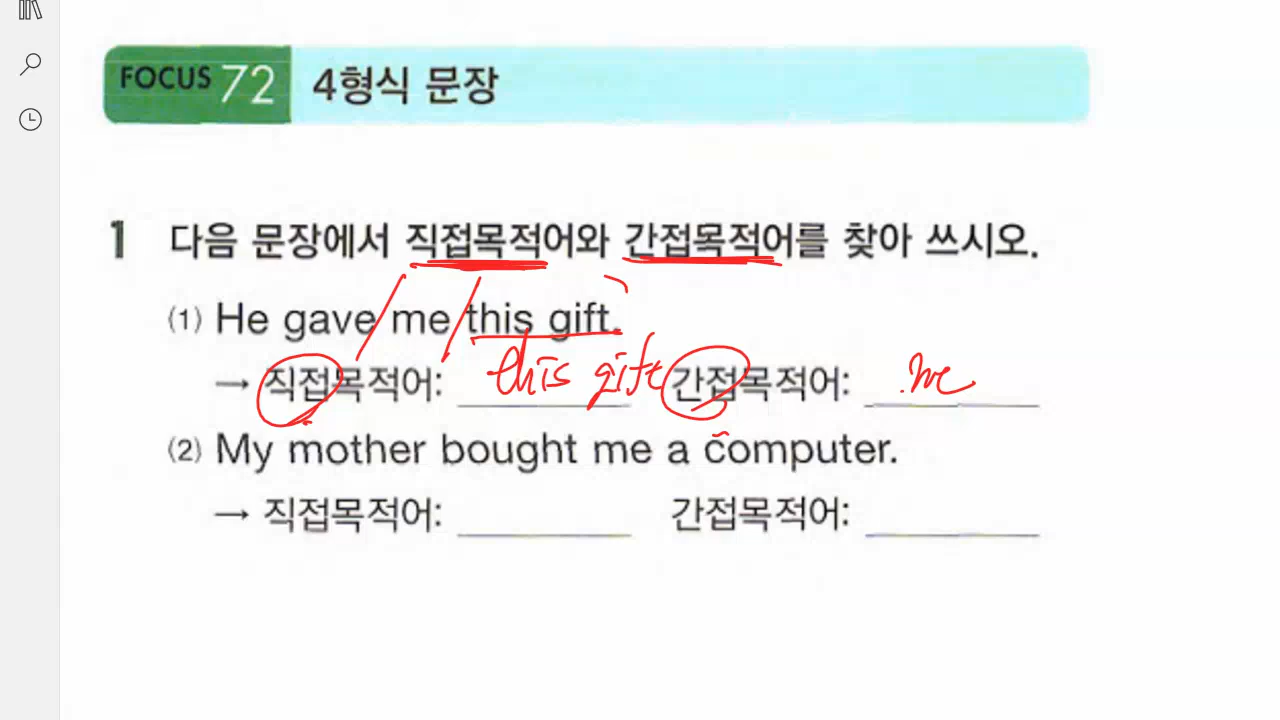 FOCUS 72 4형식 문장
1 다음 문장에서 직접목적어와 간접목적어를 찾아 쓰시오.
(1) He gave me this gift.
→ 직접목적어: this gift 간접목적어: me
(2) My mother bought me a computer.
→ 직접목적어: 간접목적어: